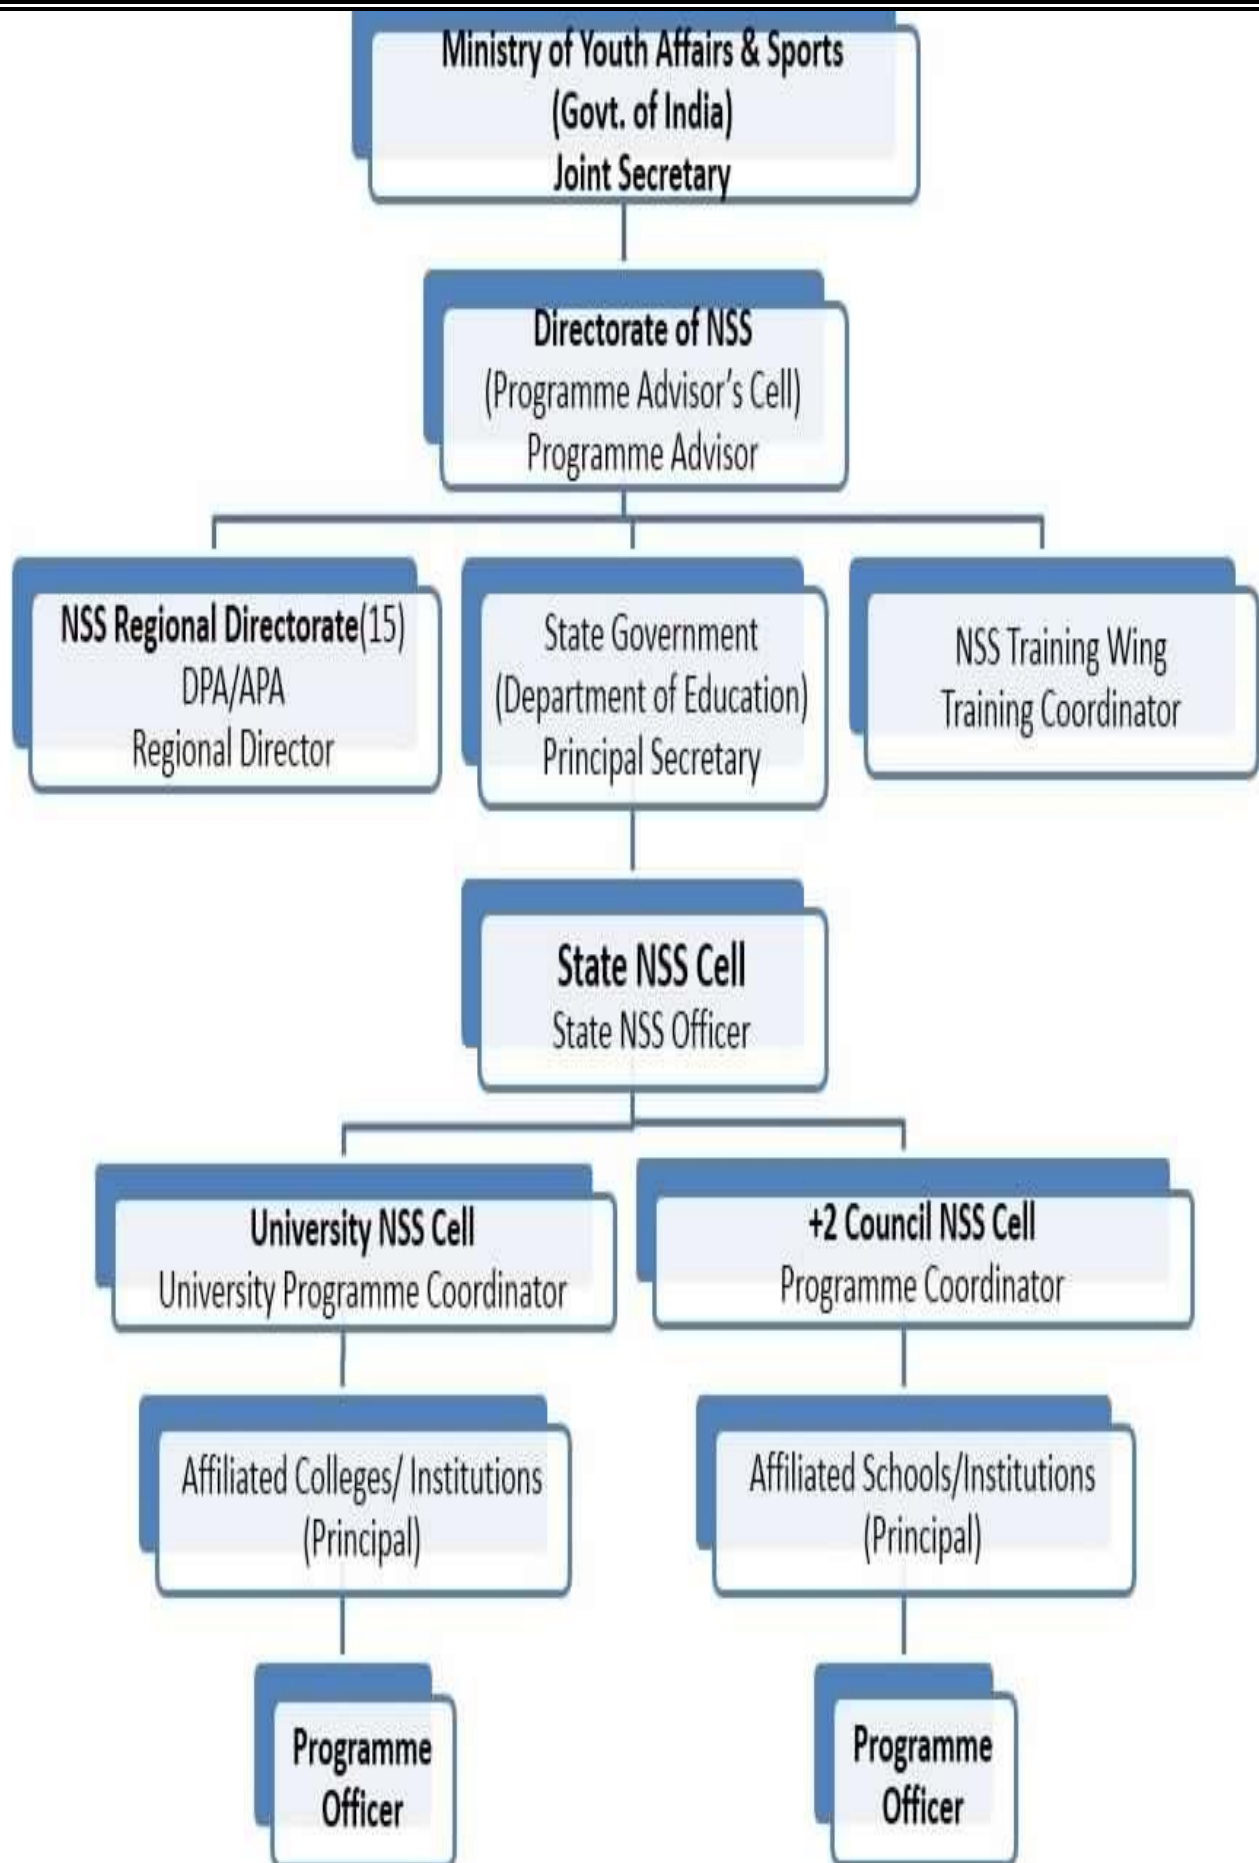 Ministry of Youth Affairs & Sports
(Govt. of India)
Joint Secretary
Directorate of NSS
(Programme Advisor's Cell)
Programme Advisor
NSS Regional Directorate(15)
DPA/APA
Regional Director
State Government
(Department of Education)
Principal Secretary
NSS Training Wing
Training Coordinator
State NSS Cell
State NSS Officer
University NSS Cell
University Programme Coordinator
+2 Council NSS Cell
Programme Coordinator
Affiliated Colleges/ Institutions
(Principal)
Affiliated Schools/Institutions
(Principal)
Programme
Officer
Programme
Officer